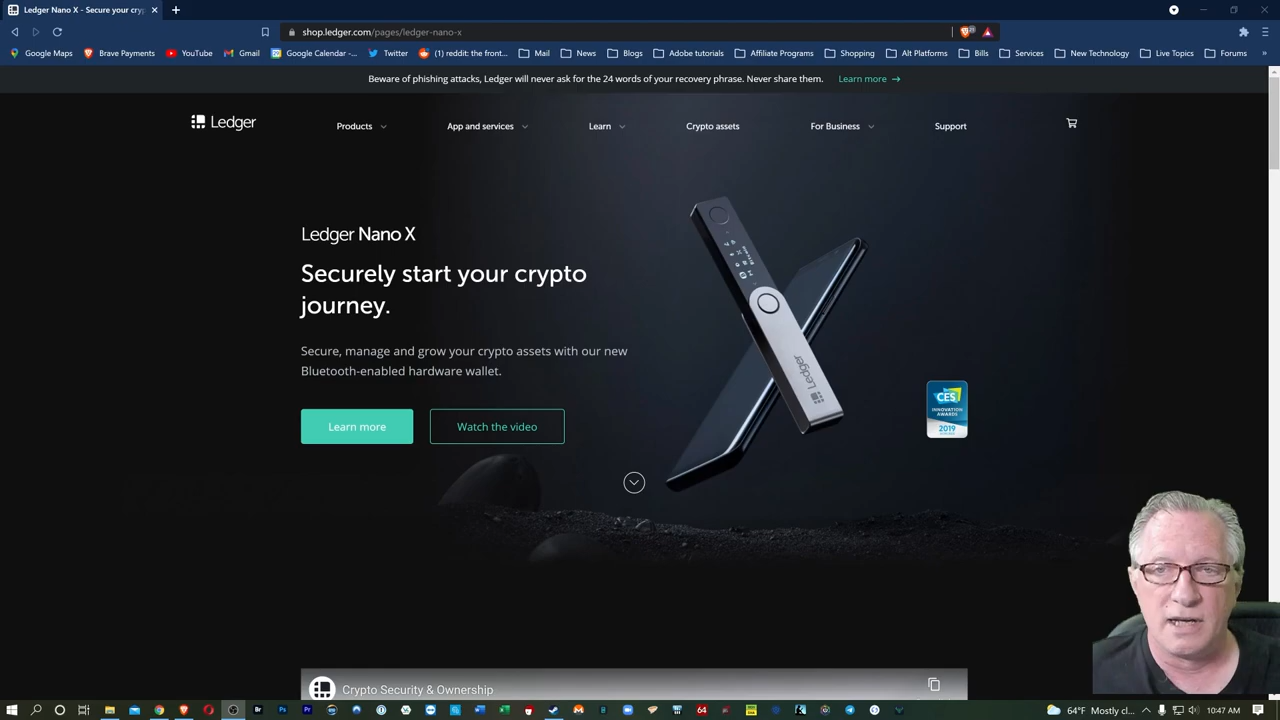 Ledger Nano X - Secure your cry
shop.ledger.com/pages/ledger-nano-x
Google Maps
Brave Payments
YouTube
Gmail
Google Calendar -...
Twitter
(1) reddit: the front...
Mail
News
Blogs
Adobe tutorials
Affiliate Programs
Shopping
Alt Platforms
Bills
Services
New Technology
Live Topics
Forums
»
Beware of phishing attacks, Ledger will never ask for the 24 words of your recovery phrase. Never share them. Learn more →
Ledger
Products
App and services
Learn
Crypto assets
For Business
Support
Ledger Nano X
Securely start your crypto
journey.
Secure, manage and grow your crypto assets with our new
Bluetooth-enabled hardware wallet.
Learn more
Watch the video
Ledger
CES
INNOVATION
AWARDS
2019
Crypto Security & Ownership
64°F Mostly cl...
10:47 AM